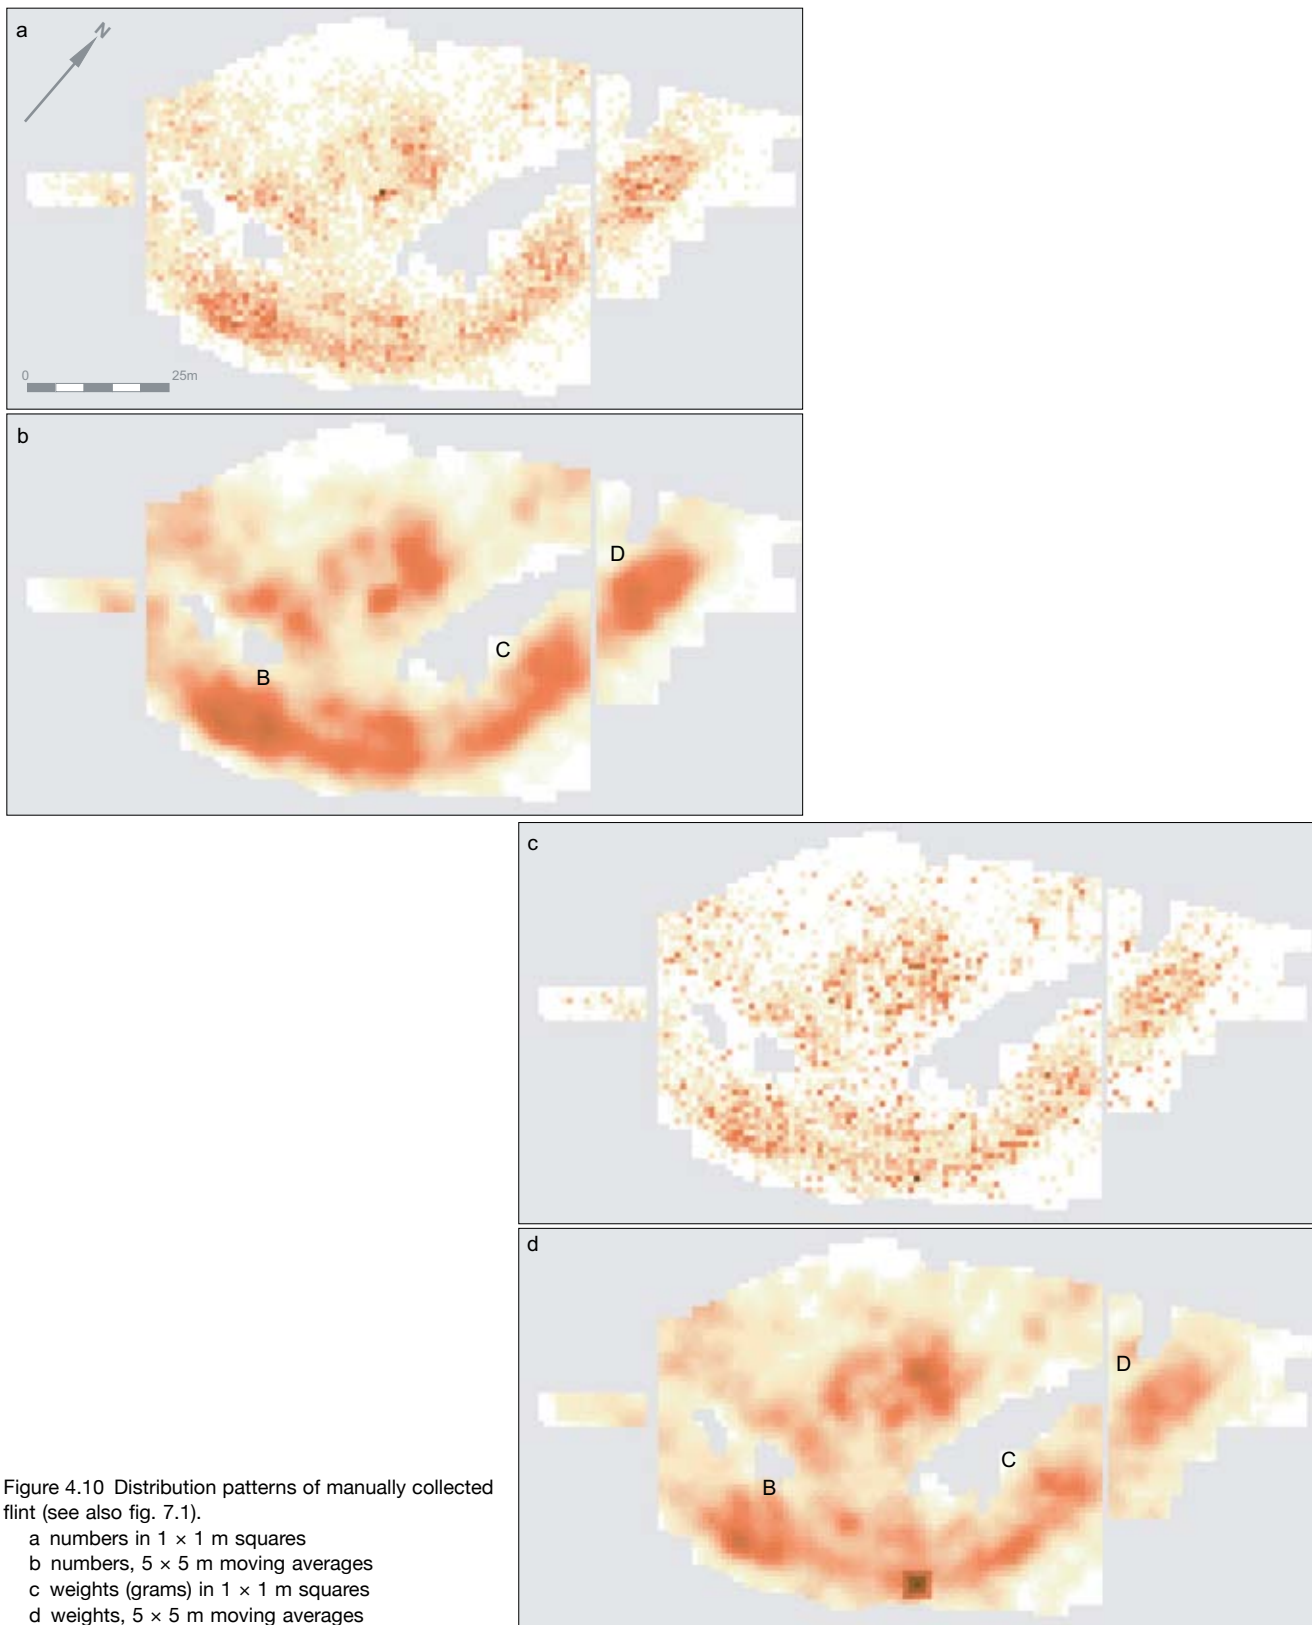 a
N
0 25m
b
D
C
B
c
d
D
C
B
Figure 4.10 Distribution patterns of manually collected
flint (see also fig. 7.1).
a numbers in 1 × 1 m squares
b numbers, 5 × 5 m moving averages
c weights (grams) in 1 × 1 m squares
d weights, 5 × 5 m moving averages